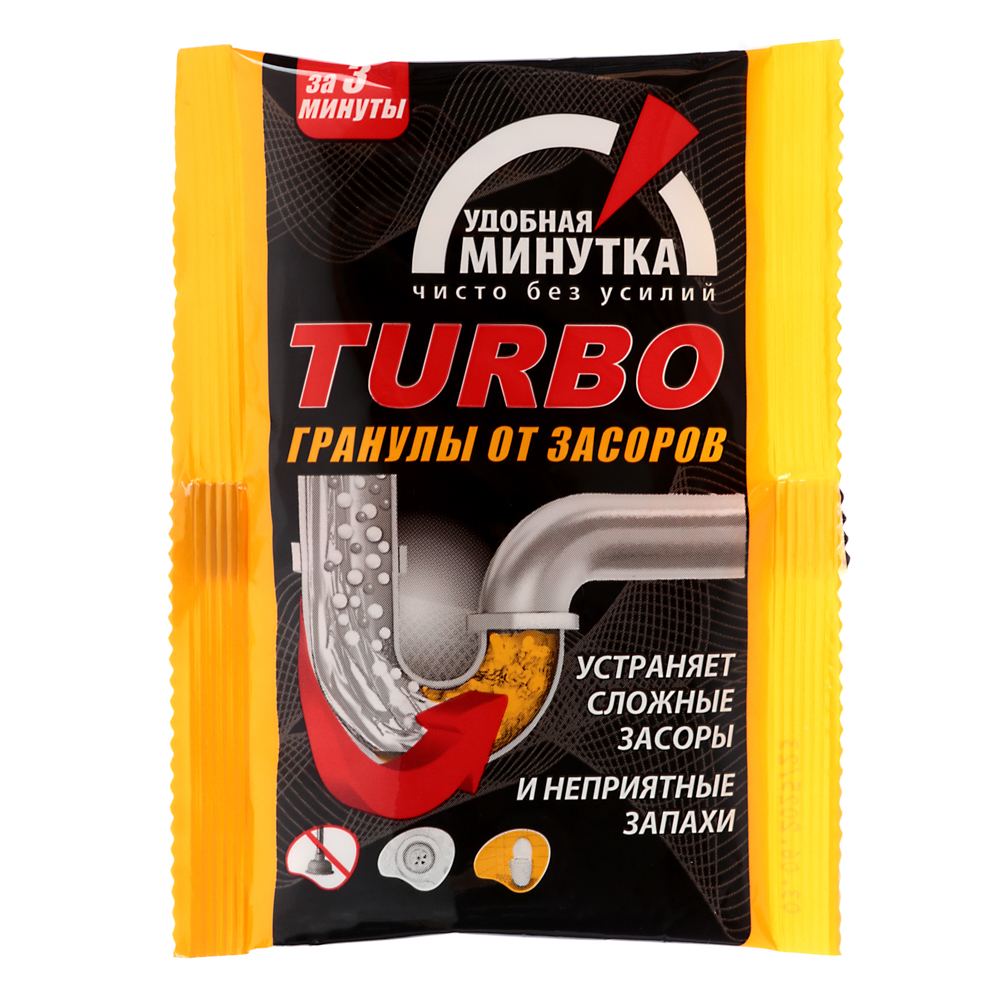 за 3
МИНУТЫ
УДОБНАЯ
МИНУТКА
чисто без усилий
TURBO
ГРАНУЛЫ ОТ ЗАСОРОВ
УСТРАНЯЕТ
СЛОЖНЫЕ
ЗАСОРЫ
И НЕПРИЯТНЫЕ
ЗАПАХИ